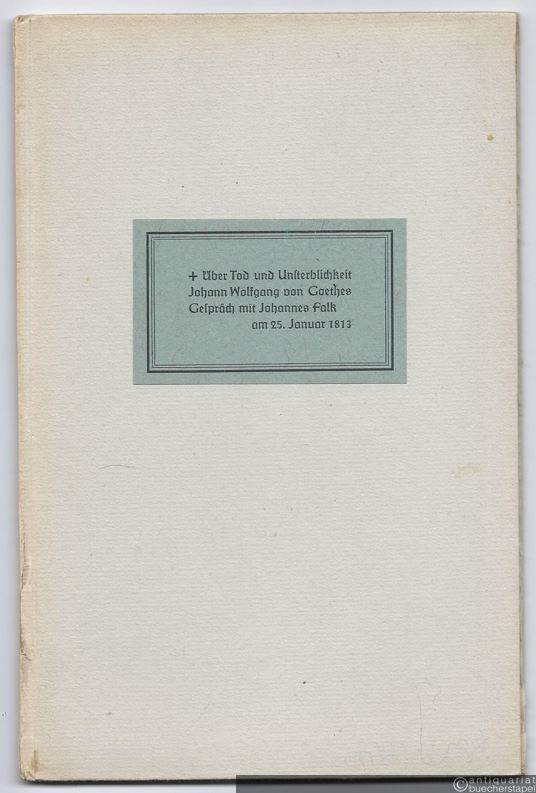 + Über Tod und Unsterblichkeit
Johann Wolfgang von Goethes
Gespräch mit Johannes Falk
am 25. Januar 1813
© antiquariat
buecherstapel